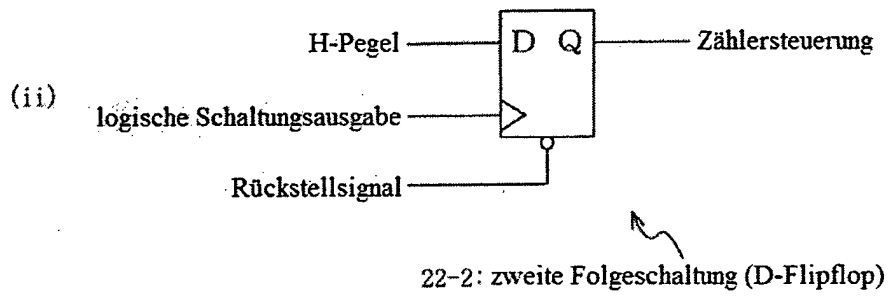 H-Pegel D Q Zählersteuerung
(ii)
logische Schaltungsausgabe
Rückstellsignal
22-2: zweite Folgeschaltung (D-Flipflop)